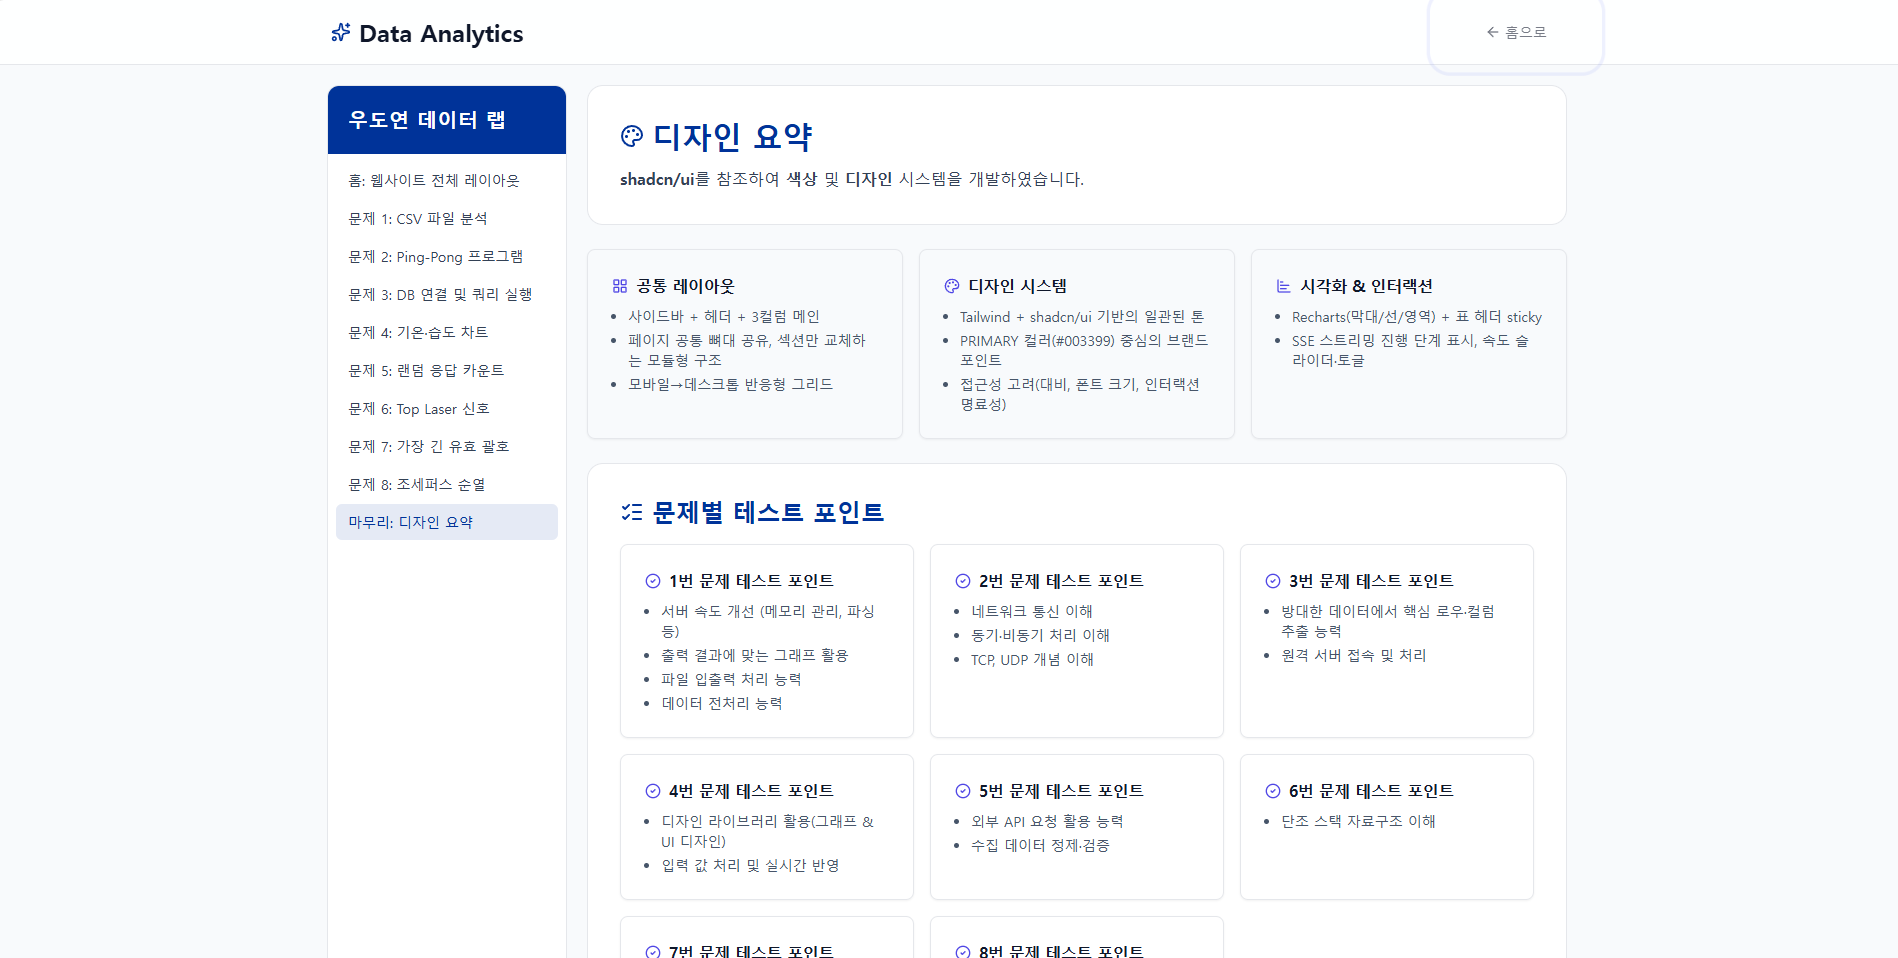 Data Analytics
← 홈으로
우도연 데이터 랩
홈: 웹사이트 전체 레이아웃
문제 1: CSV 파일 분석
문제 2: Ping-Pong 프로그램
문제 3: DB 연결 및 쿼리 실행
문제 4: 기온·습도 차트
문제 5: 랜덤 응답 카운트
문제 6: Top Laser 신호
문제 7: 가장 긴 유효 괄호
문제 8: 조세퍼스 순열
마무리: 디자인 요약
디자인 요약
shadcn/ui를 참조하여 색상 및 디자인 시스템을 개발하였습니다.
공통 레이아웃
사이드바 + 헤더 + 3컬럼 메인
페이지 공통 뼈대 공유, 섹션만 교체하
는 모듈형 구조
모바일→데스크톱 반응형 그리드
디자인 시스템
Tailwind + shadcn/ui 기반의 일관된 톤
PRIMARY 컬러(#003399) 중심의 브랜드
포인트
접근성 고려(대비, 폰트 크기, 인터랙션
명료성)
시각화 & 인터랙션
Recharts(막대/선/영역) + 표 헤더 sticky
SSE 스트리밍 진행 단계 표시, 속도 슬
라이더·토글
문제별 테스트 포인트
1번 문제 테스트 포인트
서버 속도 개선 (메모리 관리, 파싱
등)
출력 결과에 맞는 그래프 활용
파일 입출력 처리 능력
데이터 전처리 능력
2번 문제 테스트 포인트
네트워크 통신 이해
동기·비동기 처리 이해
TCP, UDP 개념 이해
3번 문제 테스트 포인트
방대한 데이터에서 핵심 로우·컬럼
추출 능력
원격 서버 접속 및 처리
4번 문제 테스트 포인트
디자인 라이브러리 활용(그래프 &
UI 디자인)
입력 값 처리 및 실시간 반영
5번 문제 테스트 포인트
외부 API 요청 활용 능력
수집 데이터 정제·검증
6번 문제 테스트 포인트
단조 스택 자료구조 이해
7번 문제 테스트 포인트
8번 문제 테스트 포인트